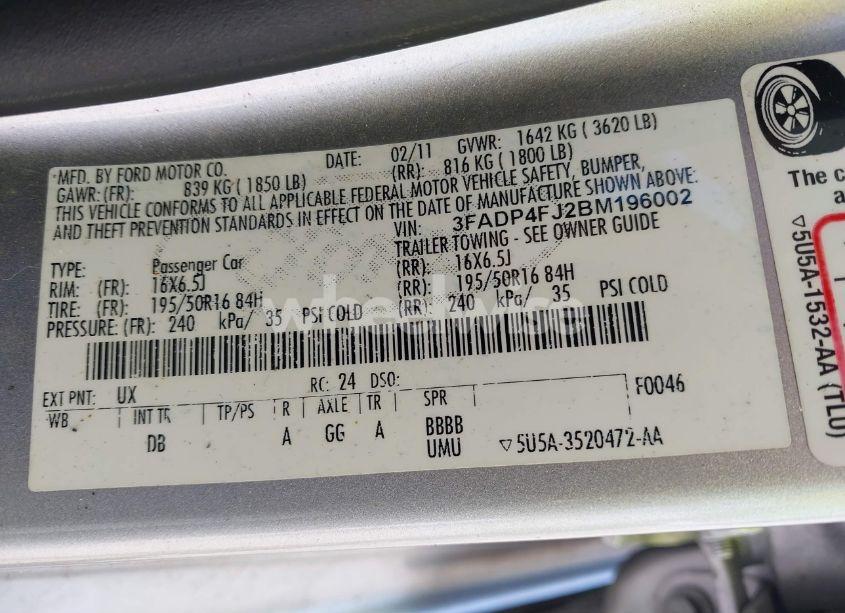 MFD. BY FORD MOTOR CO. DATE: 02/11 GVWR: 1642 KG ( 3620 LB)
GAWR: (FR): 839 KG ( 1850 LB) (RR): 816 KG ( 1800 LB)
THIS VEHICLE CONFORMS TO ALL APPLICABLE FEDERAL MOTOR VEHICLE SAFETY, BUMPER,
AND THEFT PREVENTION STANDARDS IN EFFECT ON THE DATE OF MANUFACTURE SHOWN ABOVE.
VIN: 3FADP4FJ2BM196002
TYPE: Passenger Car TRAILER TOWING - SEE OWNER GUIDE
RIM: (FR): 16X6.5J (RR): 16X6.5J
TIRE: (FR): 195/50R16 84H (RR): 195/50R16 84H
PRESSURE: (FR): 240 kPa/ 35 PSI COLD (RR): 240 kPa/ 35 PSI COLD
EXT PNT: UX RC: 24 DSO: F0046
WB INT TR TP/PS R AXLE TR SPR
DB A GG A BBBB
UMU ▽5U5A-3520472-AA
The c
a
▽5U5A-1532-AA (TLU)